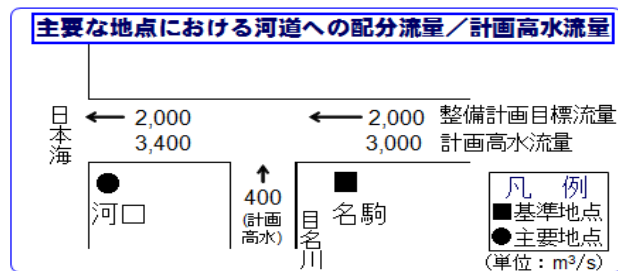 主要な地点における河道への配分流量／計画高水流量
日本海
← 2,000
3,400
← 2,000 整備計画目標流量
3,000 計画高水流量
↑
400
(計画
高水)
●
河口
目名川
■
名駒
凡 例
■基準地点
●主要地点
(単位：m³/s)